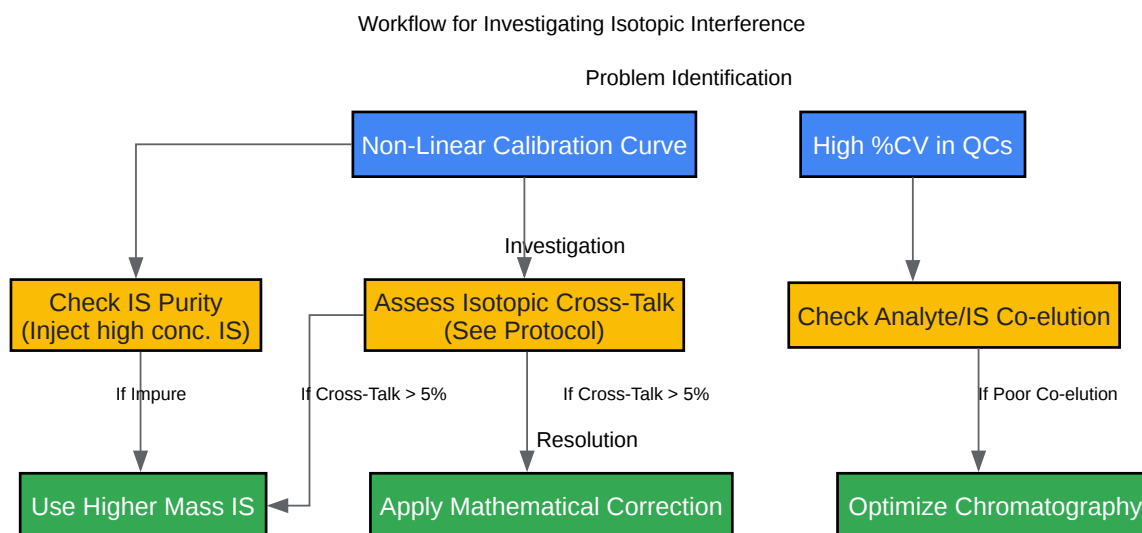 Workflow for Investigating Isotopic Interference
Problem Identification
Non-Linear Calibration Curve
High %CV in QCs
Investigation
Check IS Purity
(Inject high conc. IS)
Assess Isotopic Cross-Talk
(See Protocol)
Check Analyte/IS Co-elution
If Impure
If Cross-Talk > 5%
If Cross-Talk > 5%
If Poor Co-elution
Resolution
Use Higher Mass IS
Apply Mathematical Correction
Optimize Chromatography